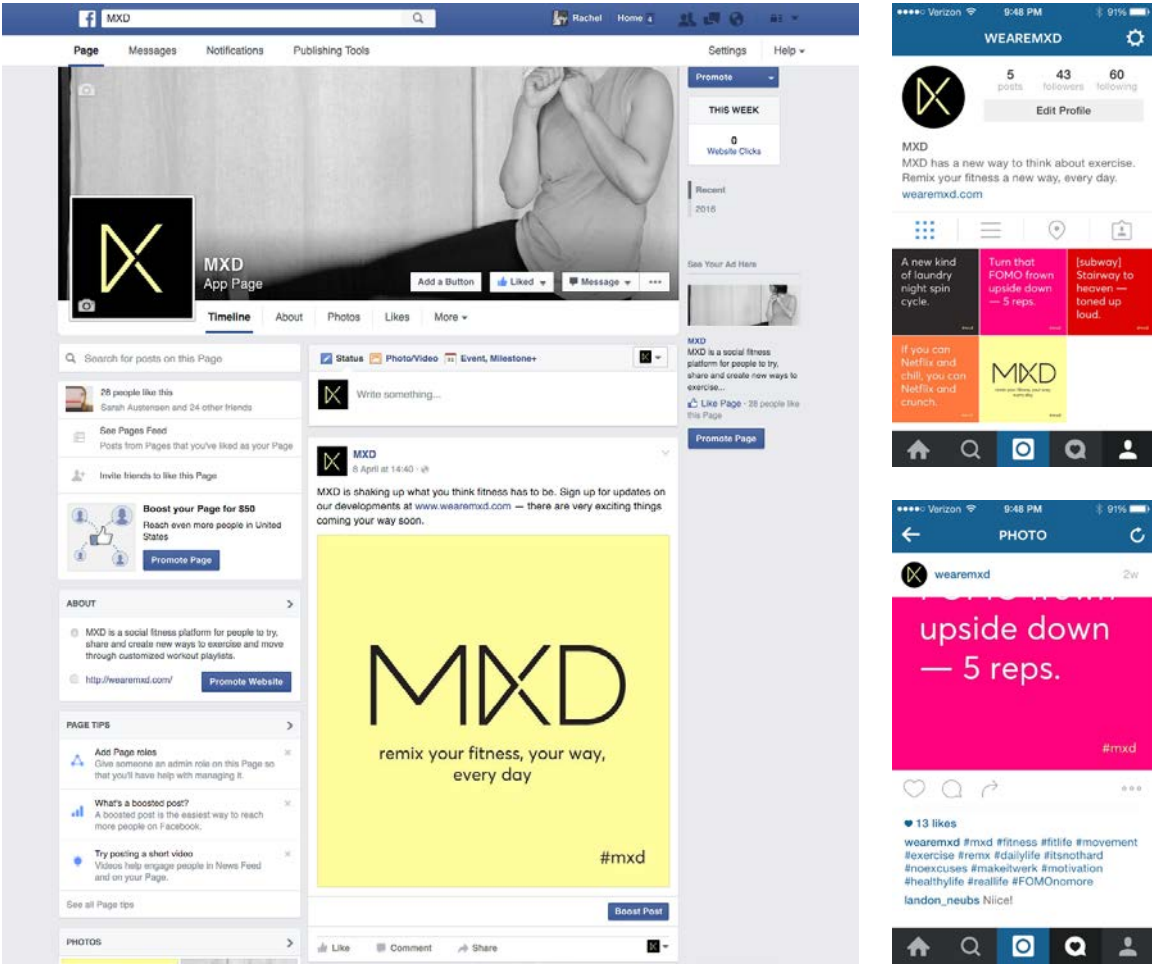 MXD
Rachel Home 4
Page Messages Notifications Publishing Tools Settings Help
Promote
THIS WEEK
0
Website Clicks
Recent
2016
See Your Ad Here
MXD
App Page
Add a Button Liked Message
Timeline About Photos Likes More
MXD
MXD is a social fitness
platform for people to try,
share and create new ways to
exercise...
Like Page · 28 people like
this Page
Promote Page
Search for posts on this Page
28 people like this
Sarah Austensen and 24 other friends
See Pages Feed
Posts from Pages that you've liked as your Page
Invite friends to like this Page
Boost your Page for $50
Reach even more people in United
States
Promote Page
ABOUT
MXD is a social fitness platform for people to try,
share and create new ways to exercise and move
through customized workout playlists.
http://wearemxd.com/ Promote Website
PAGE TIPS
Add Page roles
Give someone an admin role on this Page so
that you'll have help with managing it.
What's a boosted post?
A boosted post is the easiest way to reach
more people on Facebook.
Try posting a short video
Videos help engage people in News Feed
and on your Page.
See all Page tips
PHOTOS
Status Photo/Video Event, Milestone+
Write something...
MXD
8 April at 14:40
MXD is shaking up what you think fitness has to be. Sign up for updates on
our developments at www.wearemxd.com — there are very exciting things
coming your way soon.
MXD
remix your fitness, your way,
every day
#mxd
Boost Post
Like Comment Share
Verizon 9:48 PM 91%
WEAREMXD
5 43 60
posts followers following
Edit Profile
MXD
MXD has a new way to think about exercise.
Remix your fitness a new way, every day.
wearemxd.com
A new kind
of laundry
night spin
cycle.
#mxd
Turn that
FOMO frown
upside down
— 5 reps.
#mxd
[subway]
Stairway to
heaven —
toned up
loud.
#mxd
If you can
Netflix and
chill, you can
Netflix and
crunch.
#mxd
MXD
remix your fitness, your way,
every day
#mxd
Verizon 9:48 PM 91%
PHOTO
wearemxd 2w
FOMO frown
upside down
— 5 reps.
#mxd
13 likes
wearemxd #mxd #fitness #fitlife #movement
#exercise #remx #dailylife #itsnothard
#noexcuses #makeitwerk #motivation
#healthylife #reallife #FOMOnomore
landon_neubs Niice!